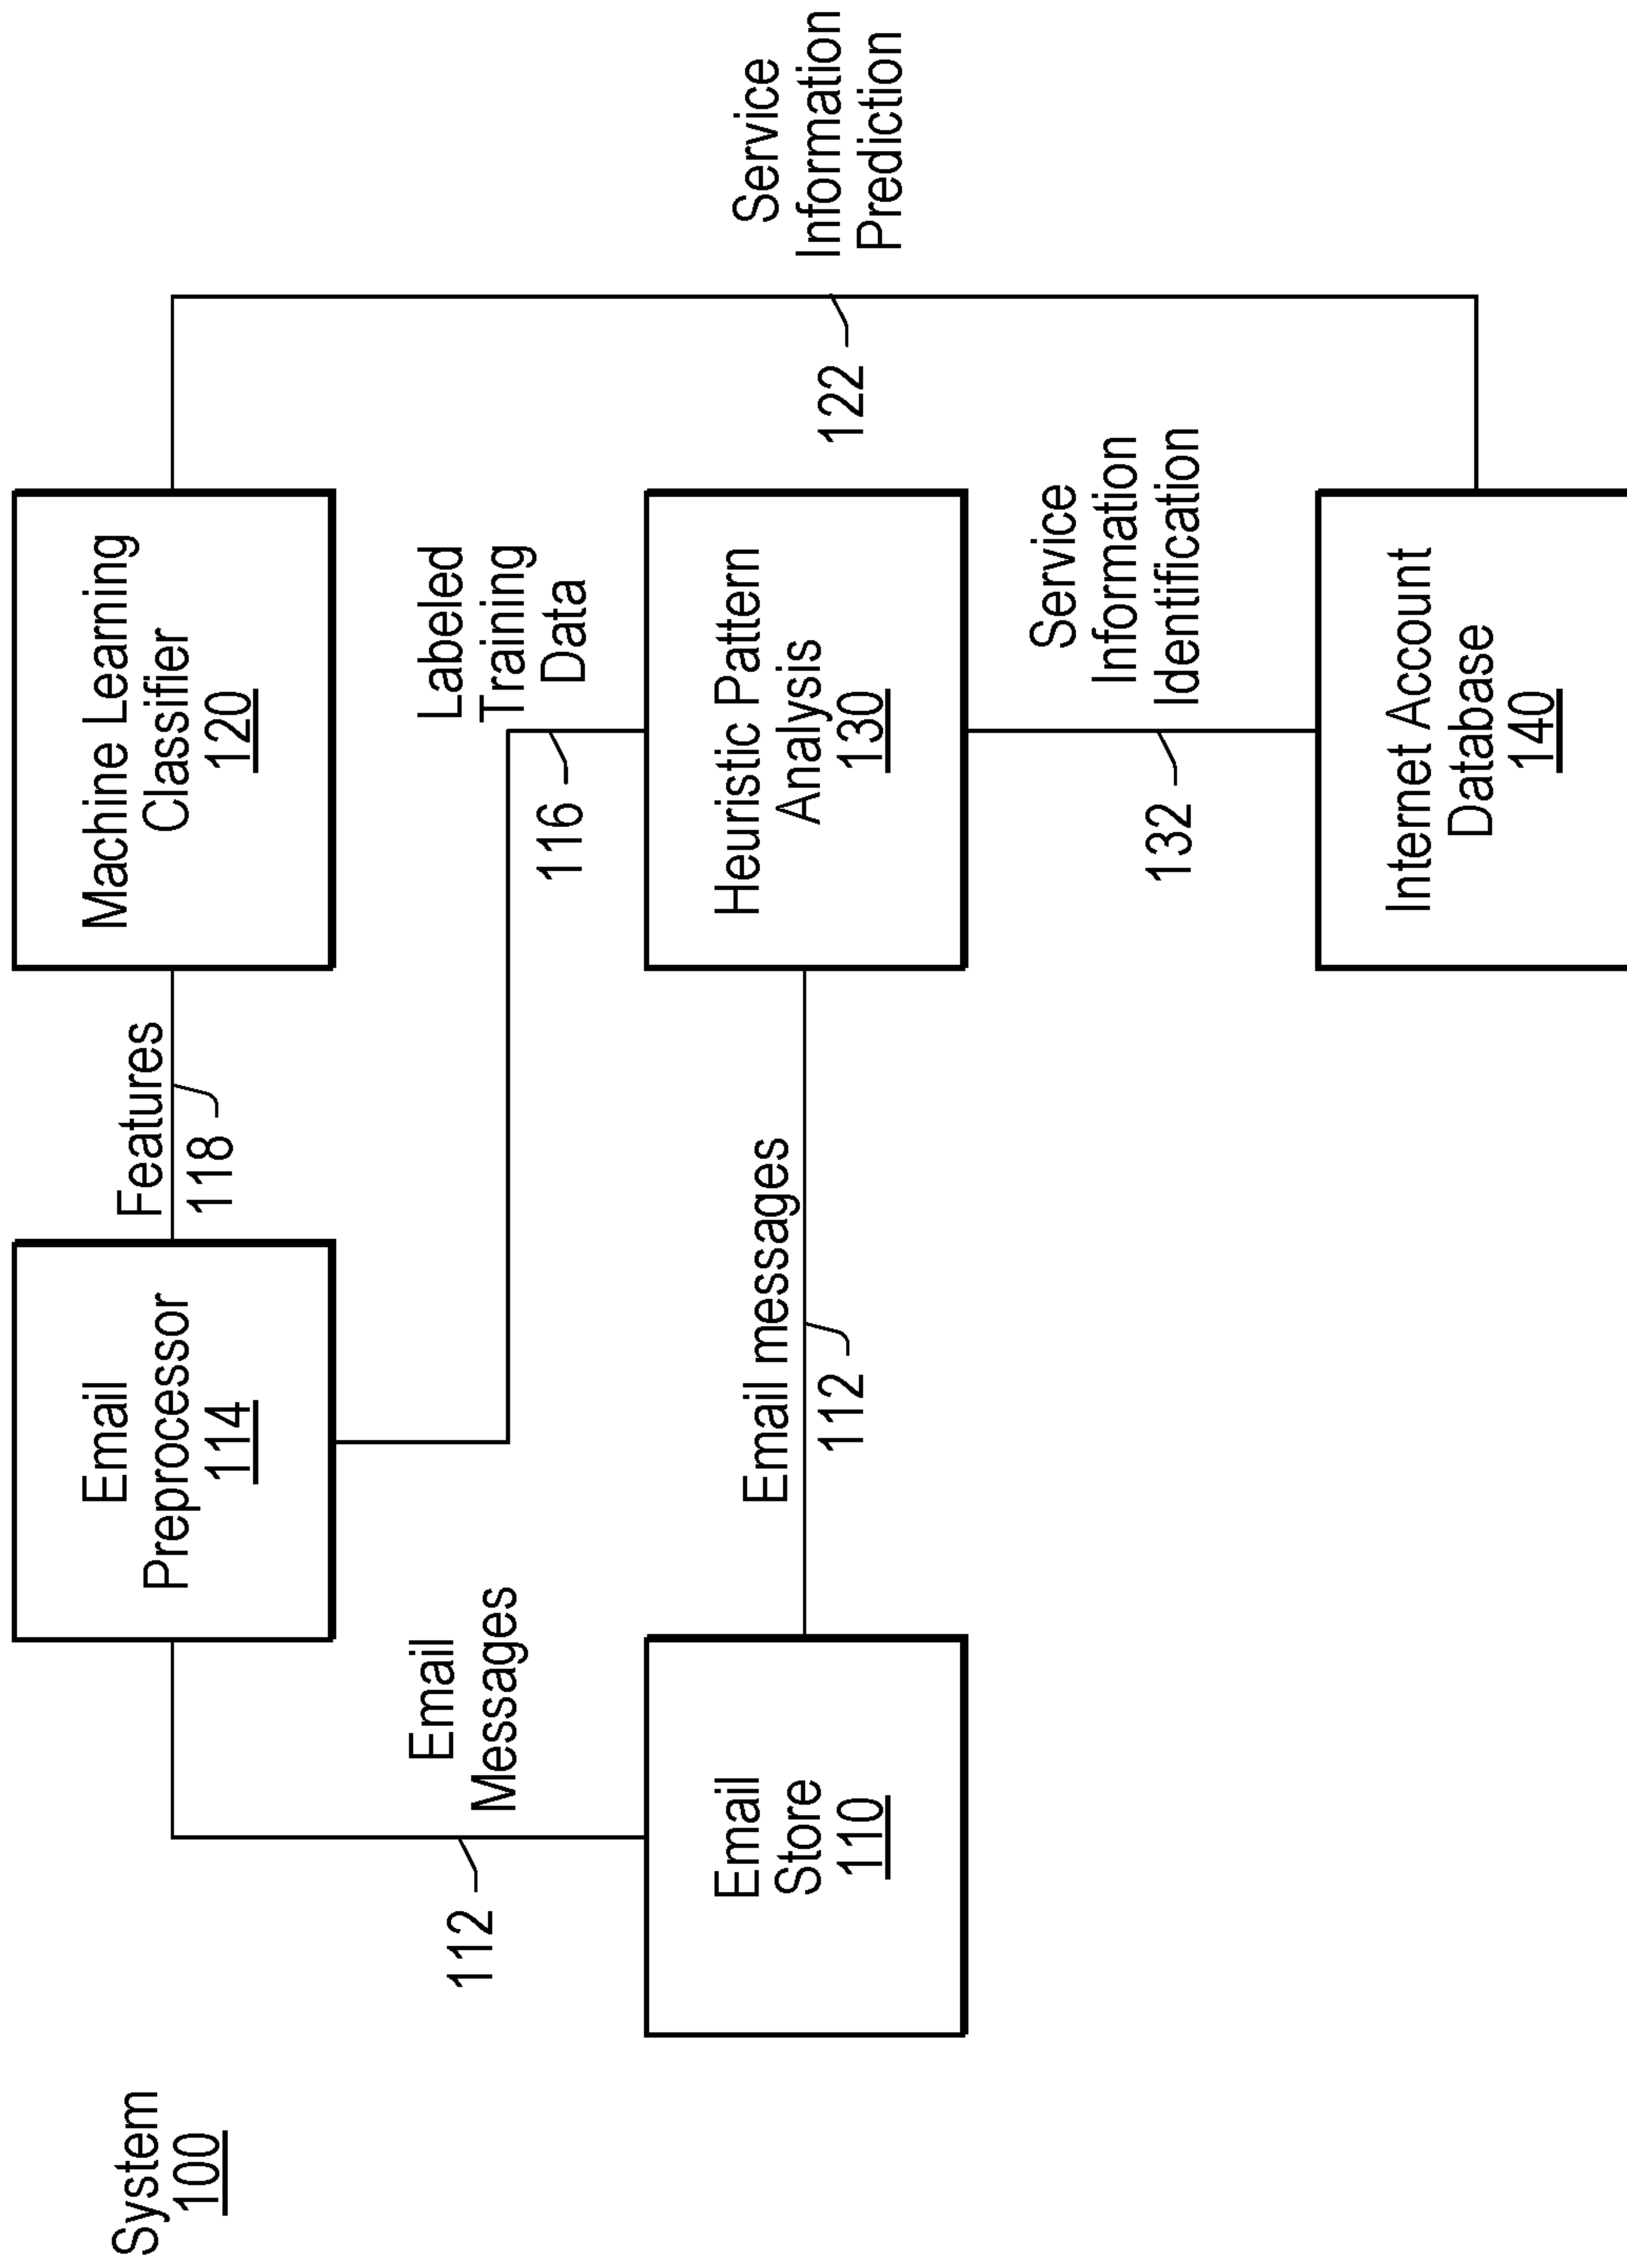 System
100
Email
Preprocessor
114
Features
118
Machine Learning
Classifier
120
112
Email
Messages
116
Labeled
Training
Data
Email
Store
110
Email messages
112
Heuristic Pattern
Analysis
130
122
Service
Information
Prediction
132
Service
Information
Identification
Internet Account
Database
140